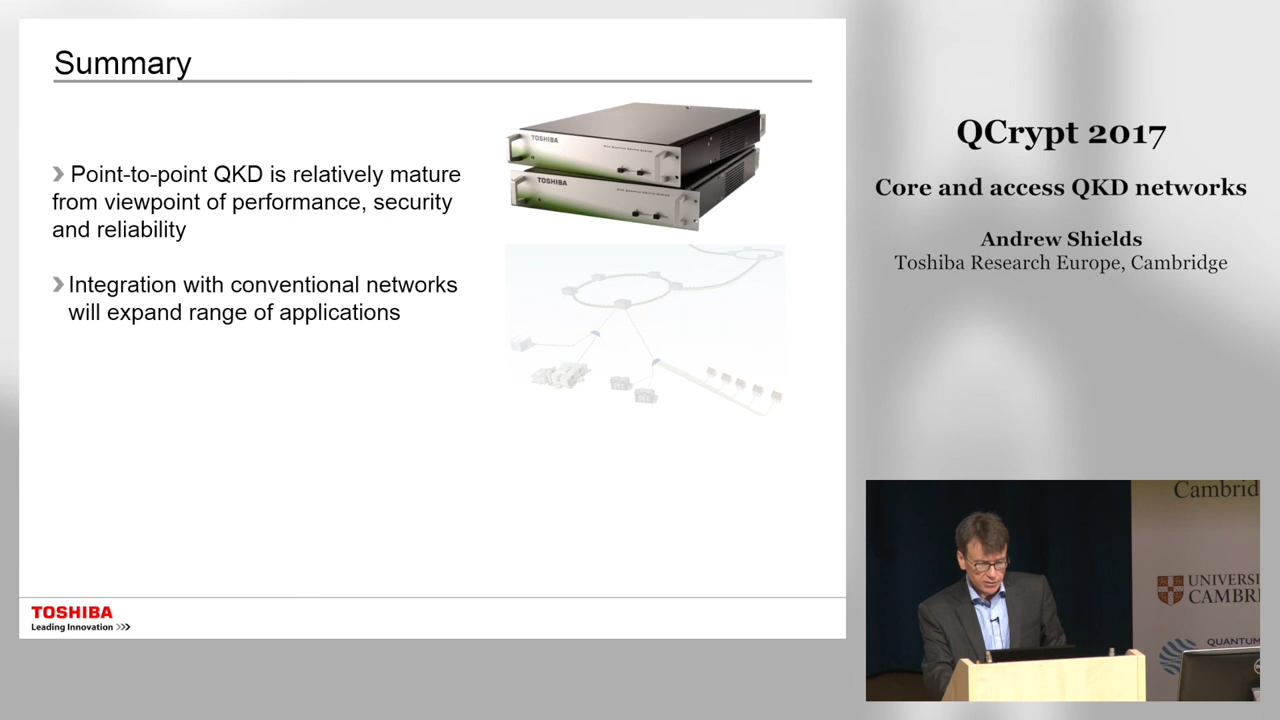 Summary
Point-to-point QKD is relatively mature
from viewpoint of performance, security
and reliability
Integration with conventional networks
will expand range of applications
TOSHIBA
TOSHIBA
TOSHIBA
Leading Innovation
QCrypt 2017
Core and access QKD networks
Andrew Shields
Toshiba Research Europe, Cambridge
Cambrid
UNIVERSI
CAMBRI
QUANTUM